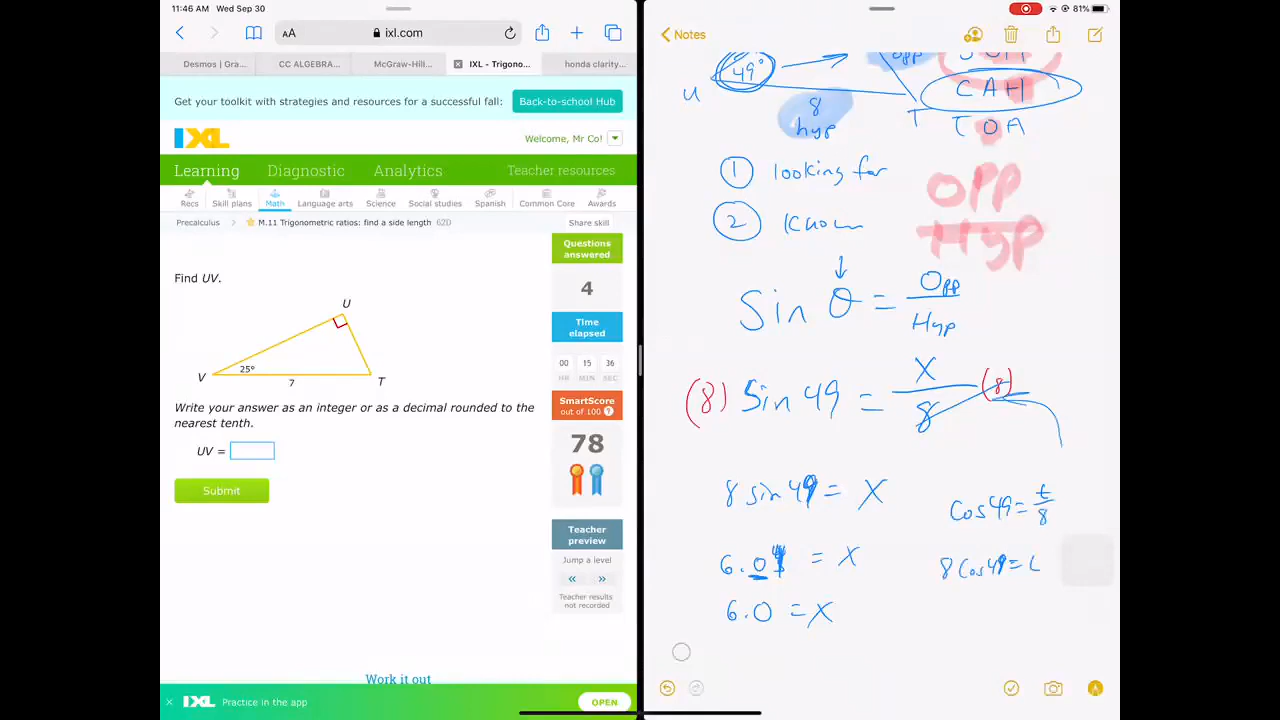 11:46 AM Wed Sep 30
81%
AA
ixl.com
Desmos | Gra...
CC ALGEBRA...
McGraw-Hill...
IXL - Trigono...
honda clarity...
Get your toolkit with strategies and resources for a successful fall:
Back-to-school Hub
IXL
Welcome, Mr Co!
Learning
Diagnostic
Analytics
Teacher resources
Recs
Skill plans
Grades
Math
Language arts
Science
Social studies
Spanish
Common Core
Awards
Precalculus
M.11 Trigonometric ratios: find a side length
62D
Share skill
Find UV.
U
V
25°
7
T
Write your answer as an integer or as a decimal rounded to the
nearest tenth.
UV =
Submit
Questions
answered
4
Time
elapsed
00 15 36
HR MIN SEC
SmartScore
out of 100 ?
78
Teacher
preview
Jump a level
Teacher results
not recorded
Work it out
IXL
Practice in the app
OPEN
Notes
49°
opp
u
8
hyp
T
CAH
TOA
1 looking for
2 known
OPP
Hyp
Sin θ = Opp
Hyp
(8) Sin 49 = X
8 (8)
8 sin 49 = X
cos 49 = t
8
6.0 = X
8 cos 49 =
6.0 = X